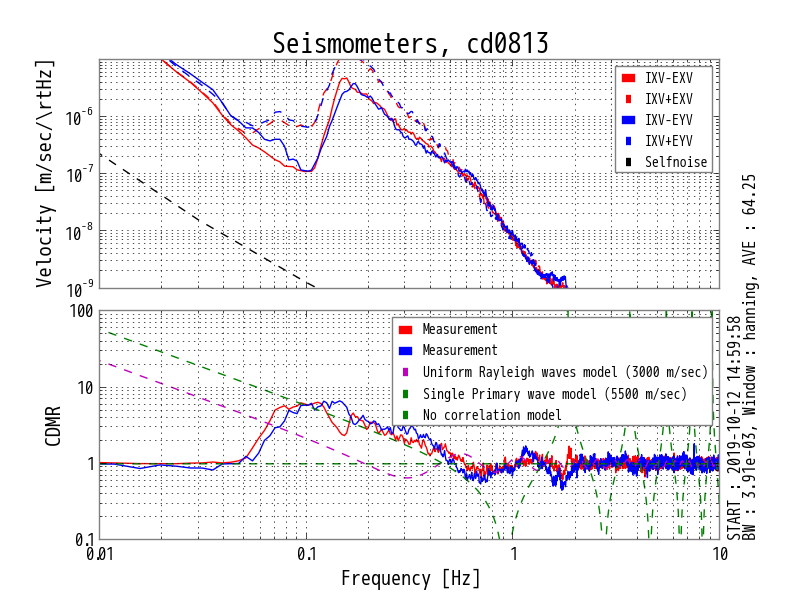 Seismometers, cd0813
Velocity [m/sec/\rtHz]
10^-6
10^-7
10^-8
10^-9
IXV-EXV
IXV+EXV
IXV-EYV
IXV+EYV
Selfnoise
CDMR
100
10
1
0.1
Measurement
Measurement
Uniform Rayleigh waves model (3000 m/sec)
Single Primary wave model (5500 m/sec)
No correlation model
0.01
0.1
1
10
Frequency [Hz]
START : 2019-10-12 14:59:58
BW : 3.91e-03, Window : hanning, AVE : 64.25